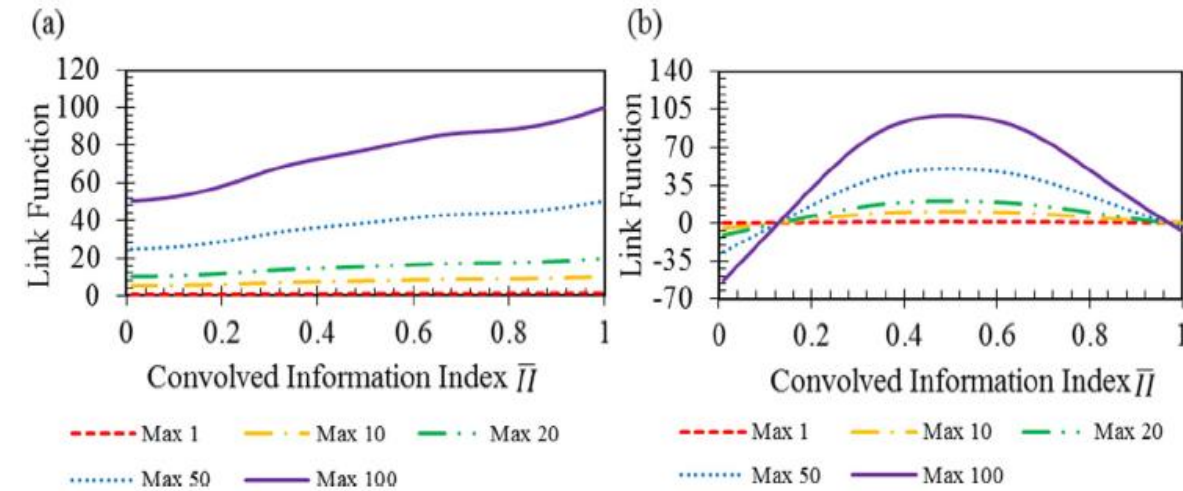 (a)
120
100
80
60
40
20
0
Link Function
0 0.2 0.4 0.6 0.8 1
Convolved Information Index I̅I̅
Max 1 Max 10 Max 20
Max 50 Max 100
(b)
140
105
70
35
0
-35
-70
Link Function
0 0.2 0.4 0.6 0.8 1
Convolved Information Index I̅I̅
Max 1 Max 10 Max 20
Max 50 Max 100